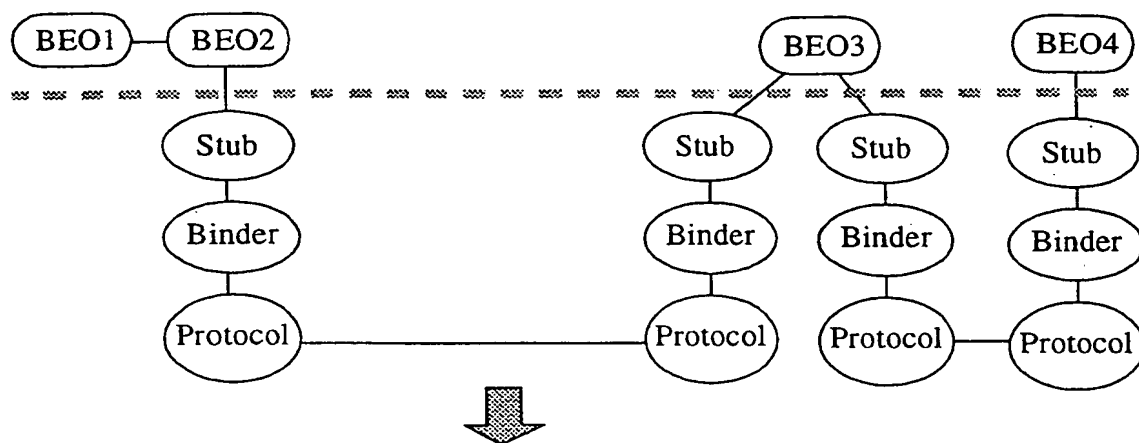 BEO1 BEO2 BEO3 BEO4
Stub Stub Stub Stub
Binder Binder Binder Binder
Protocol Protocol Protocol Protocol